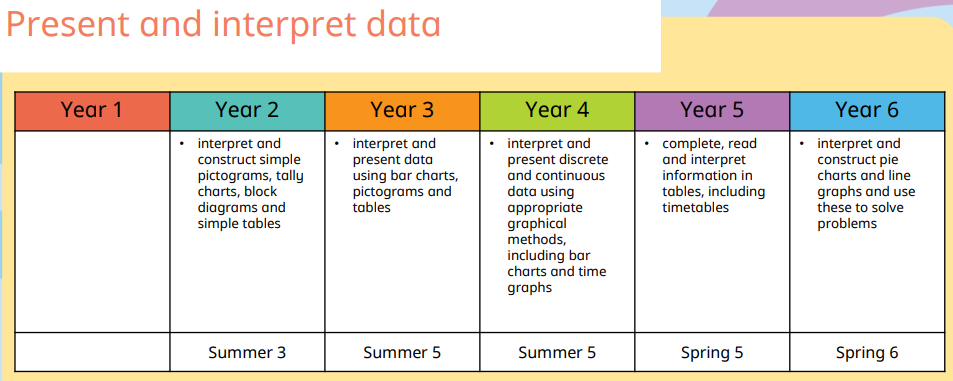 Present and interpret data
Year 1
Year 2
Year 3
Year 4
Year 5
Year 6
• interpret and
construct simple
pictograms, tally
charts, block
diagrams and
simple tables
• interpret and
present data
using bar charts,
pictograms and
tables
• interpret and
present discrete
and continuous
data using
appropriate
graphical
methods,
including bar
charts and time
graphs
• complete, read
and interpret
information in
tables, including
timetables
• interpret and
construct pie
charts and line
graphs and use
these to solve
problems
Summer 3
Summer 5
Summer 5
Spring 5
Spring 6